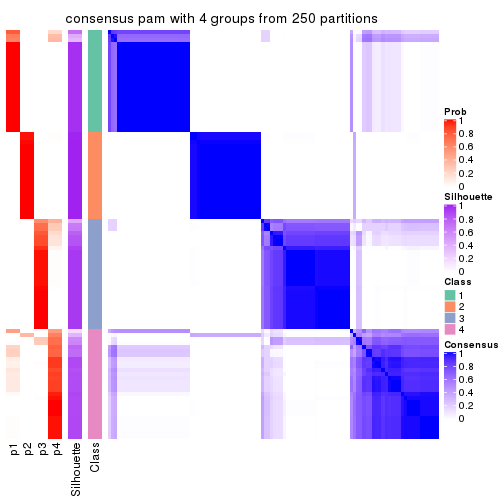 consensus pam with 4 groups from 250 partitions
Prob
1
0.8
0.6
0.4
0.2
0
Silhouette
1
0.8
0.6
0.4
0.2
0
Class
1
2
3
4
Consensus
1
0.8
0.6
0.4
0.2
0
p1
p2
p3
p4
Silhouette
Class